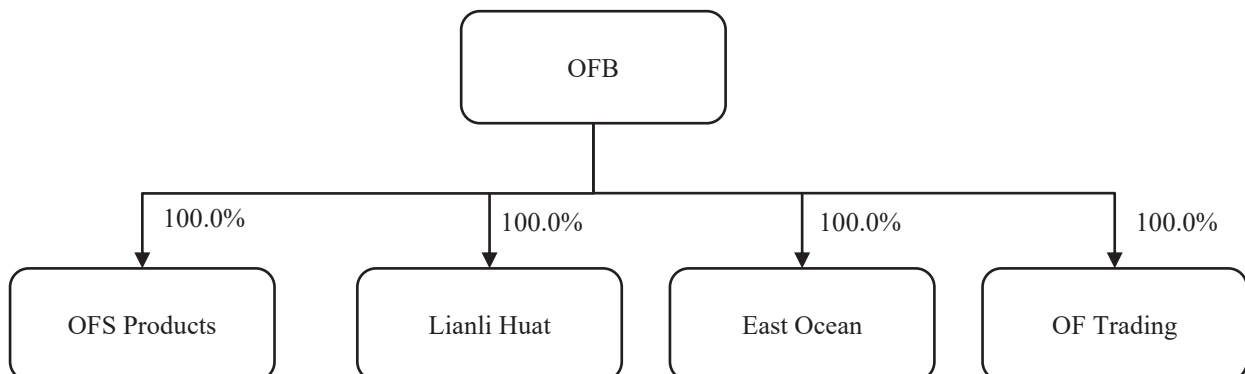 OFB
100.0%
100.0%
100.0%
100.0%
OFS Products
Lianli Huat
East Ocean
OF Trading